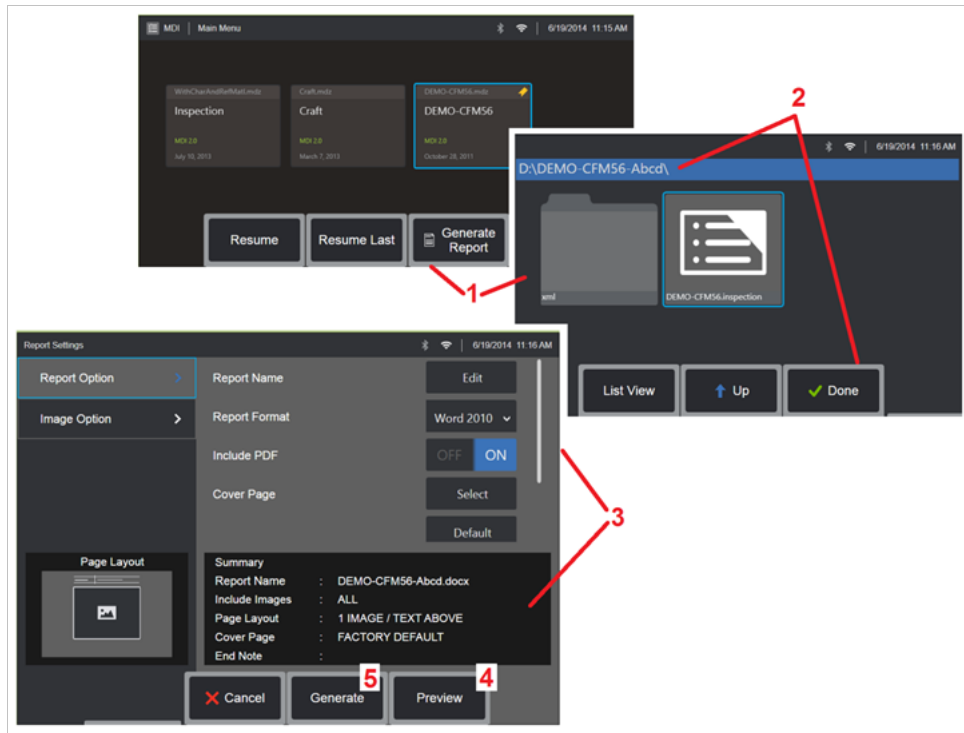 MDI | Main Menu
6/19/2014 11:15 AM
WithCharAndRefMatl.mdz
Inspection
MDI 2.0
July 10, 2013
Craft.mdz
Craft
MDI 2.0
March 7, 2013
DEMO-CFM56.mdz
DEMO-CFM56
MDI 2.0
October 28, 2011
Resume
Resume Last
Generate
Report
1
2
6/19/2014 11:16 AM
D:\DEMO-CFM56-Abcd\
xml
DEMO-CFM56.inspection
List View
Up
Done
Report Settings
6/19/2014 11:16 AM
Report Option
Image Option
Report Name
Edit
Report Format
Word 2010
Include PDF
OFF ON
Cover Page
Select
Default
3
Page Layout
Summary
Report Name : DEMO-CFM56-Abcd.docx
Include Images : ALL
Page Layout : 1 IMAGE / TEXT ABOVE
Cover Page : FACTORY DEFAULT
End Note :
Cancel
Generate
5
Preview
4